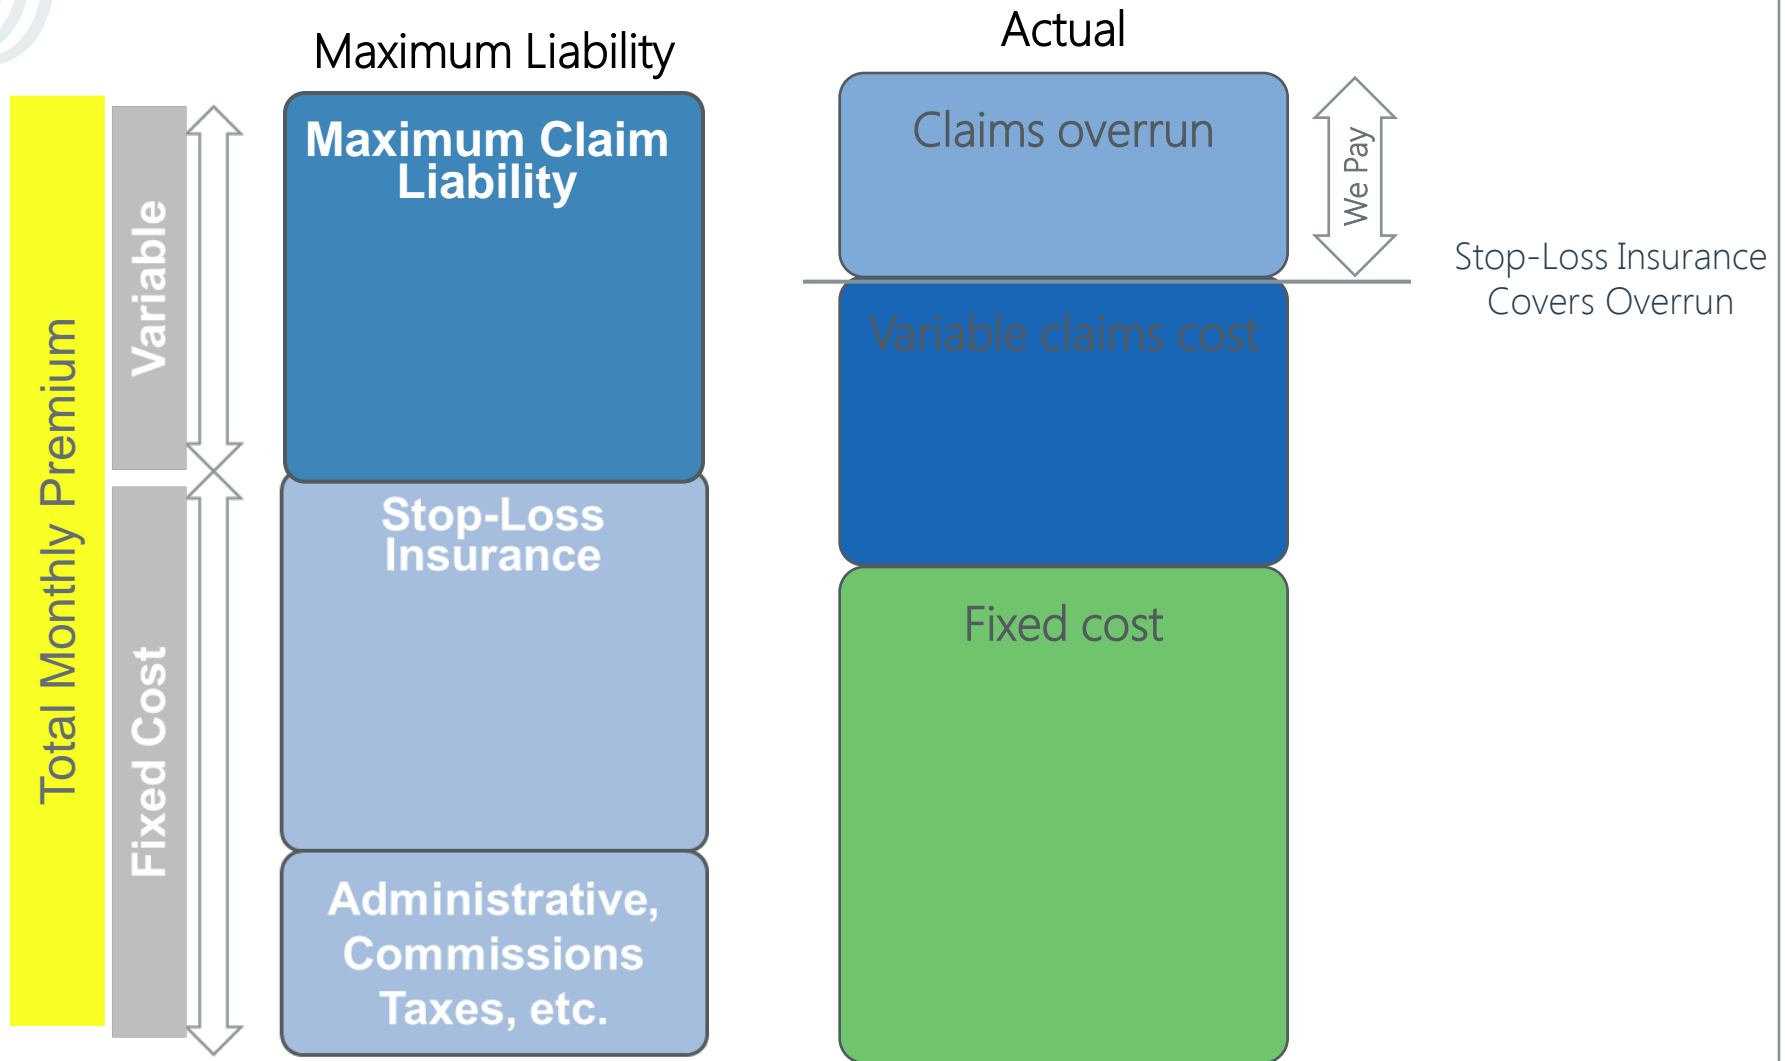 Maximum Liability
Actual
Total Monthly Premium
Variable
Fixed Cost
Maximum Claim
Liability
Stop-Loss
Insurance
Administrative,
Commissions
Taxes, etc.
Claims overrun
We Pay
Variable claims cost
Fixed cost
Stop-Loss Insurance
Covers Overrun